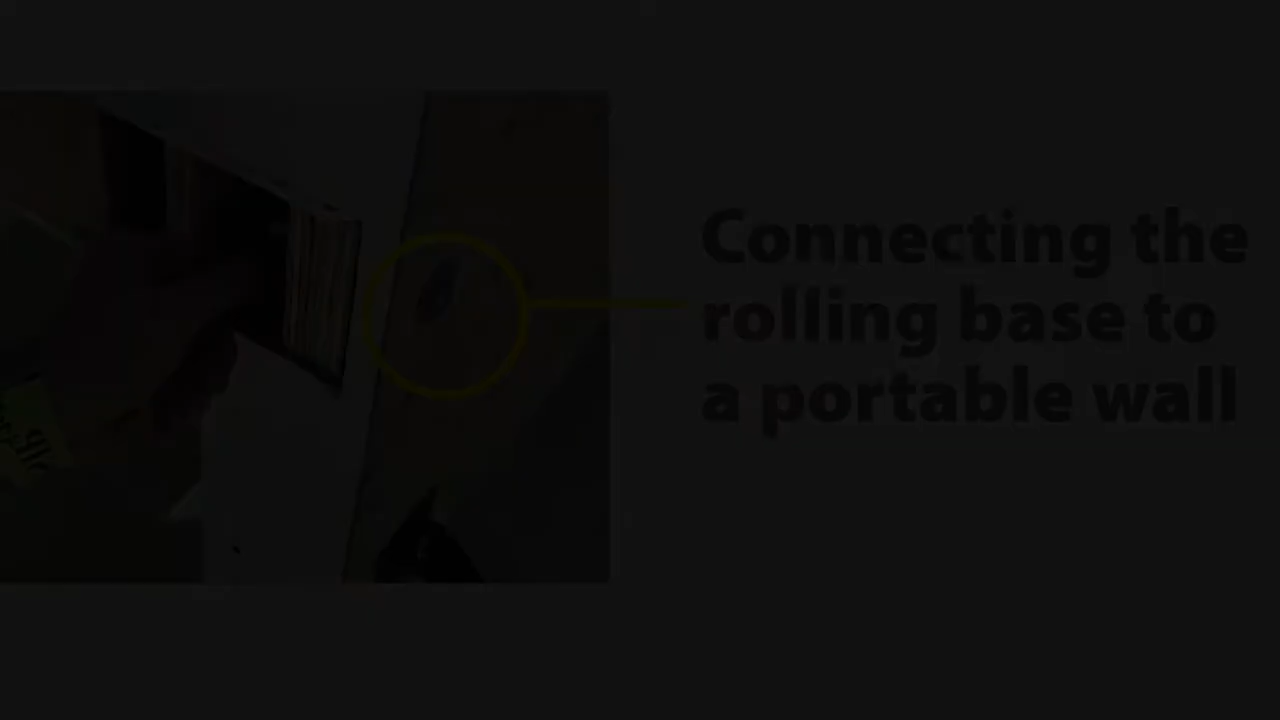 Connecting the
rolling base to
a portable wall